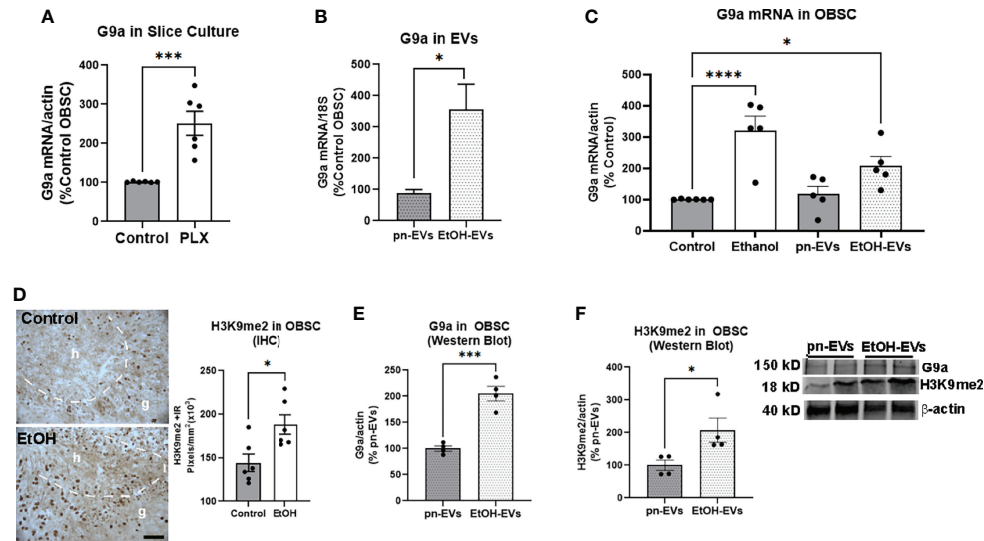 A
G9a in Slice Culture
***
G9a mRNA/actin
(%Control OBSC)
400
300
200
100
0
Control
PLX
B
G9a in EVs
*
G9a mRNA/18S
(%Control OBSC)
500
400
300
200
100
0
pn-EVs
EtOH-EVs
C
G9a mRNA in OBSC
*
****
G9a mRNA/actin
(% Control)
500
400
300
200
100
0
Control
Ethanol
pn-EVs
EtOH-EVs
D
Control
h
g
EtOH
h
g
H3K9me2 in OBSC
(IHC)
*
H3K9me2 +IR
Pixels/mm²(x10³)
250
200
150
100
Control
EtOH
E
G9a in OBSC
(Western Blot)
***
G9a/actin
(% pn-EVs)
250
200
150
100
50
0
pn-EVs
EtOH-EVs
F
H3K9me2 in OBSC
(Western Blot)
*
H3K9me2/actin
(% pn-EVs)
400
300
200
100
0
pn-EVs
EtOH-EVs
pn-EVs EtOH-EVs
150 kD G9a
18 kD H3K9me2
40 kD β-actin